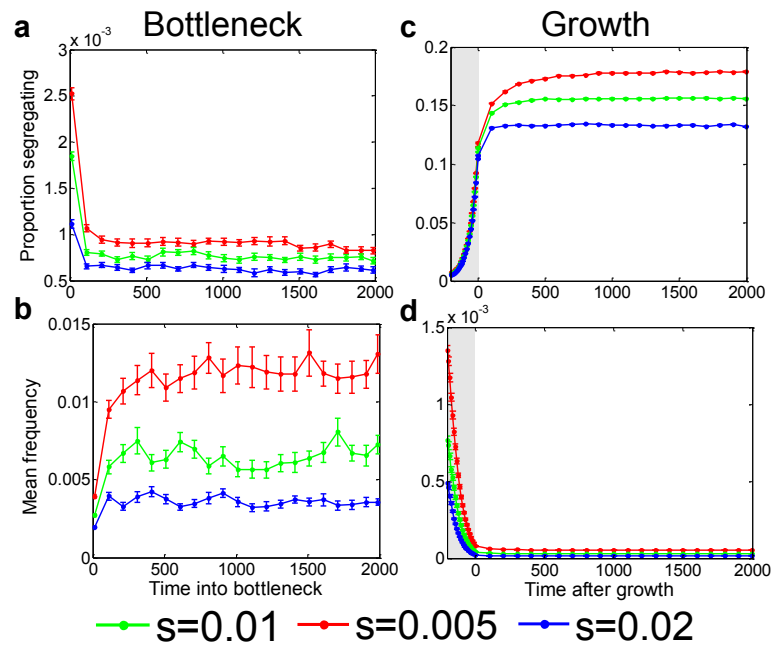 Bottleneck
Growth
a
3 x 10⁻³
2.5
2
1.5
1
0.5
0 500 1000 1500 2000
Proportion segregating
c
0.2
0.15
0.1
0.05
0
0 500 1000 1500 2000
b
0.015
0.01
0.005
0
0 500 1000 1500 2000
Mean frequency
Time into bottleneck
d
1.5 x 10⁻³
1
0.5
0
0 500 1000 1500 2000
Time after growth
s=0.01 s=0.005 s=0.02